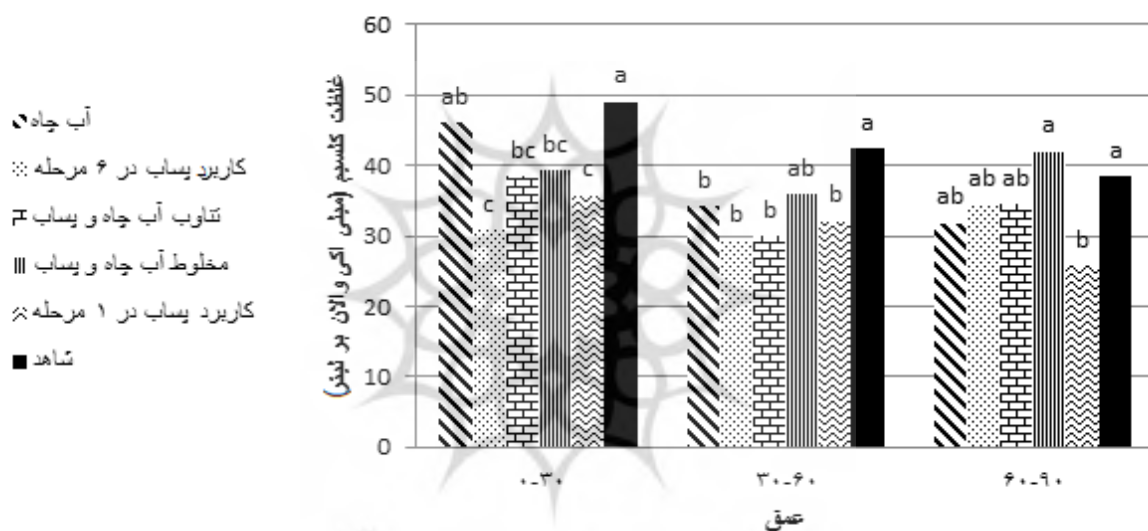 آب چاه
کاربرد پساب در ۶ مرحله
تناوب آب چاه و پساب
مخلوط آب چاه و پساب
کاربرد پساب در ۱ مرحله
شاهد
غلظت کلسیم (میلی اکی والان بر لیتر)
60
50
40
30
20
10
0
ab c bc bc c a
b b b ab b a
ab ab ab a b a
۰-۳۰ ۳۰-۶۰ ۶۰-۹۰
عمق